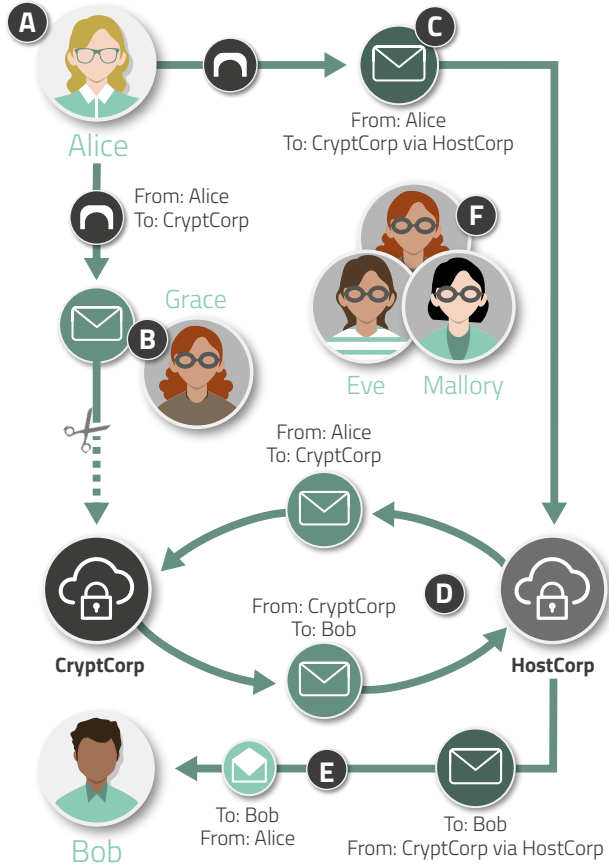 A
C
Alice
From: Alice
To: CryptCorp via HostCorp
From: Alice
To: CryptCorp
F
Grace
B
Eve
Mallory
From: Alice
To: CryptCorp
D
From: CryptCorp
To: Bob
CryptCorp
HostCorp
E
To: Bob
From: Alice
To: Bob
From: CryptCorp via HostCorp
Bob